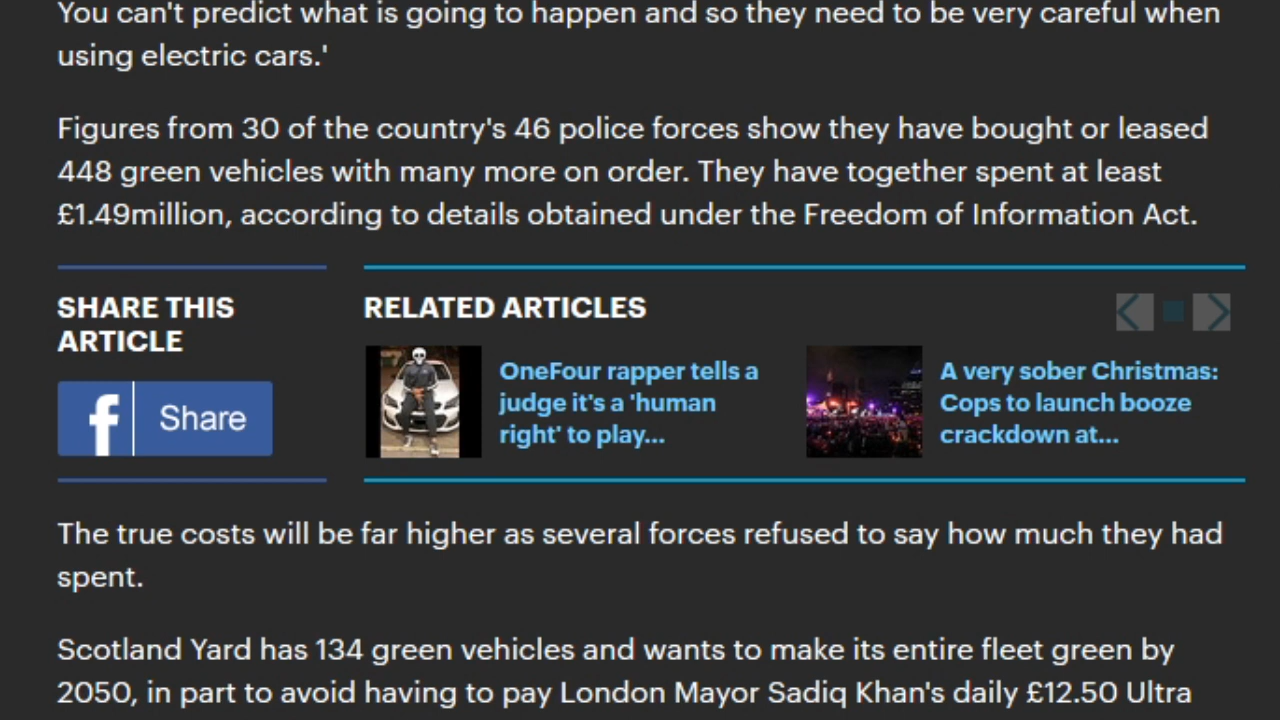 You can't predict what is going to happen and so they need to be very careful when
using electric cars.'
Figures from 30 of the country's 46 police forces show they have bought or leased
448 green vehicles with many more on order. They have together spent at least
£1.49million, according to details obtained under the Freedom of Information Act.
SHARE THIS
ARTICLE
f Share
RELATED ARTICLES
OneFour rapper tells a
judge it's a 'human
right' to play...
A very sober Christmas:
Cops to launch booze
crackdown at...
The true costs will be far higher as several forces refused to say how much they had
spent.
Scotland Yard has 134 green vehicles and wants to make its entire fleet green by
2050, in part to avoid having to pay London Mayor Sadiq Khan's daily £12.50 Ultra